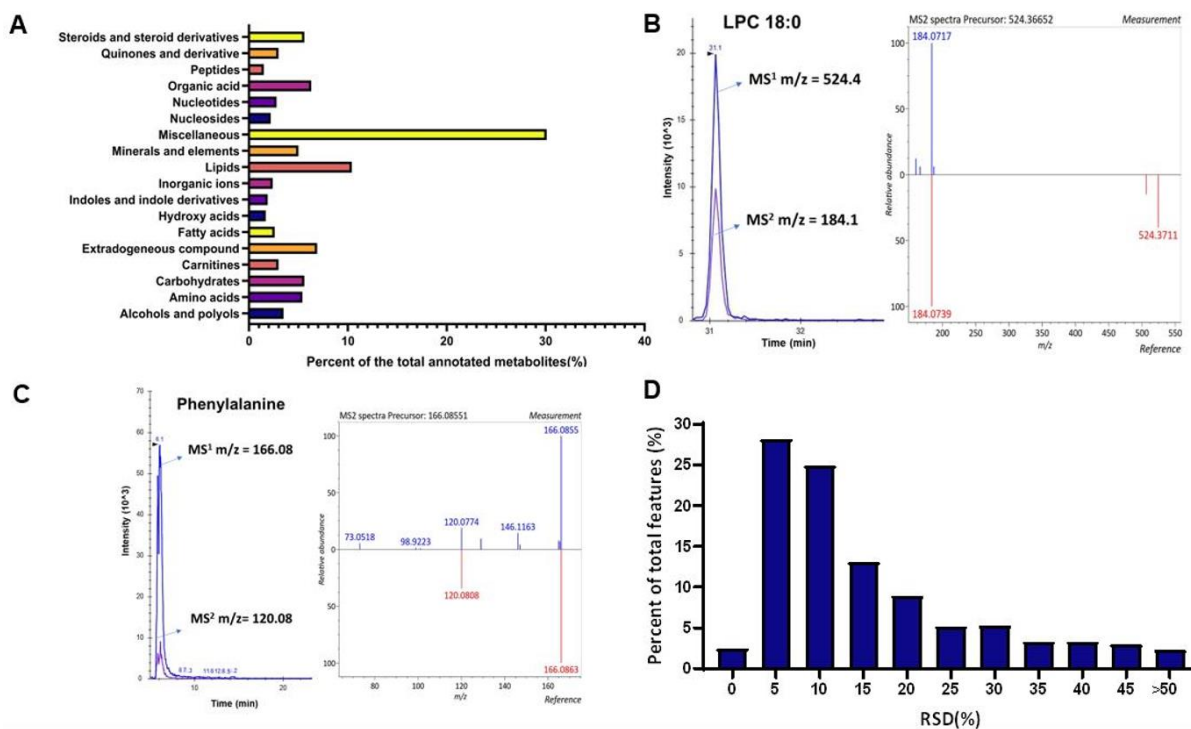 A
Steroids and steroid derivatives
Quinones and derivative
Peptides
Organic acid
Nucleotides
Nucleosides
Miscellaneous
Minerals and elements
Lipids
Inorganic ions
Indoles and indole derivatives
Hydroxy acids
Fatty acids
Extradogeneous compound
Carnitines
Carbohydrates
Amino acids
Alcohols and polyols
0 10 20 30 40
Percent of the total annotated metabolites(%)
B
LPC 18:0
Intensity (10^3)
20
15
10
5
0
21.1
MS¹ m/z = 524.4
MS² m/z = 184.1
31 32
Time (min)
MS2 spectra Precursor: 524.36652 Measurement
Relative abundance
184.0717
100
50
0
50
100
524.3711
184.0739
200 250 300 350 400 450 500 550
m/z
Reference
C
Phenylalanine
Intensity (10^3)
70
60
50
40
30
20
10
0
MS¹ m/z = 166.08
MS² m/z= 120.08
10 20
Time (min)
MS2 spectra Precursor: 166.08551 Measurement
Relative abundance
166.0855
100
50
0
50
100
120.0774
146.1163
73.0518
98.9223
120.0808
166.0863
80 100 120 140 160
m/z
Reference
D
Percent of total features (%)
30
25
20
15
10
5
0
0 5 10 15 20 25 30 35 40 45 >50
RSD(%)